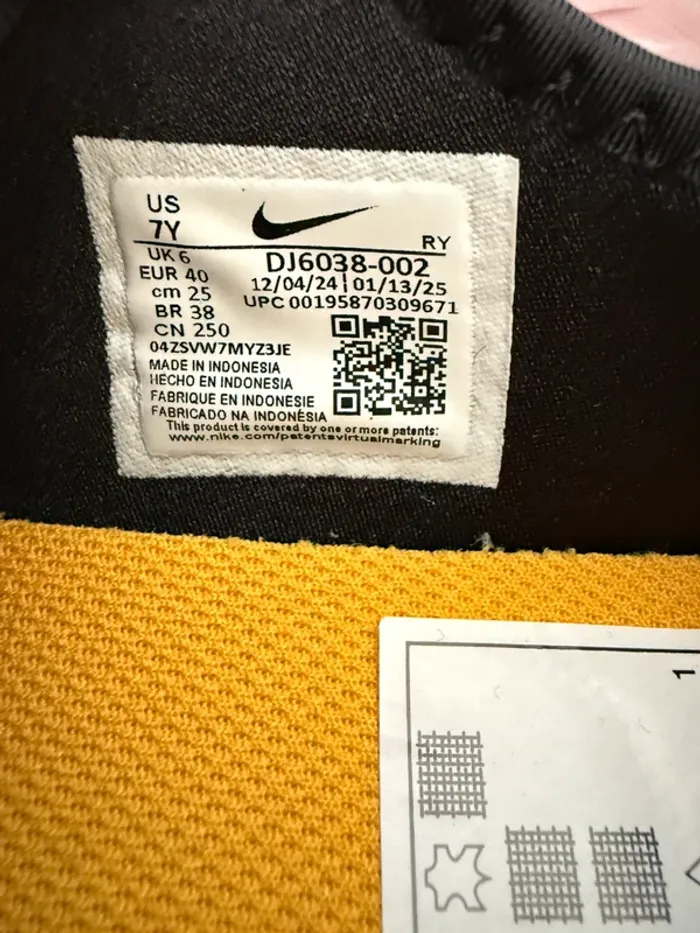 US
7Y
RY
UK 6
EUR 40
cm 25
BR 38
CN 250
DJ6038-002
12/04/24 | 01/13/25
UPC 00195870309671
04ZSVW7MYZ3JE
MADE IN INDONESIA
HECHO EN INDONESIA
FABRIQUE EN INDONESIE
FABRICADO NA INDONÉSIA
This product is covered by one or more patents:
www.nike.com/patentsvirtualmarking
1